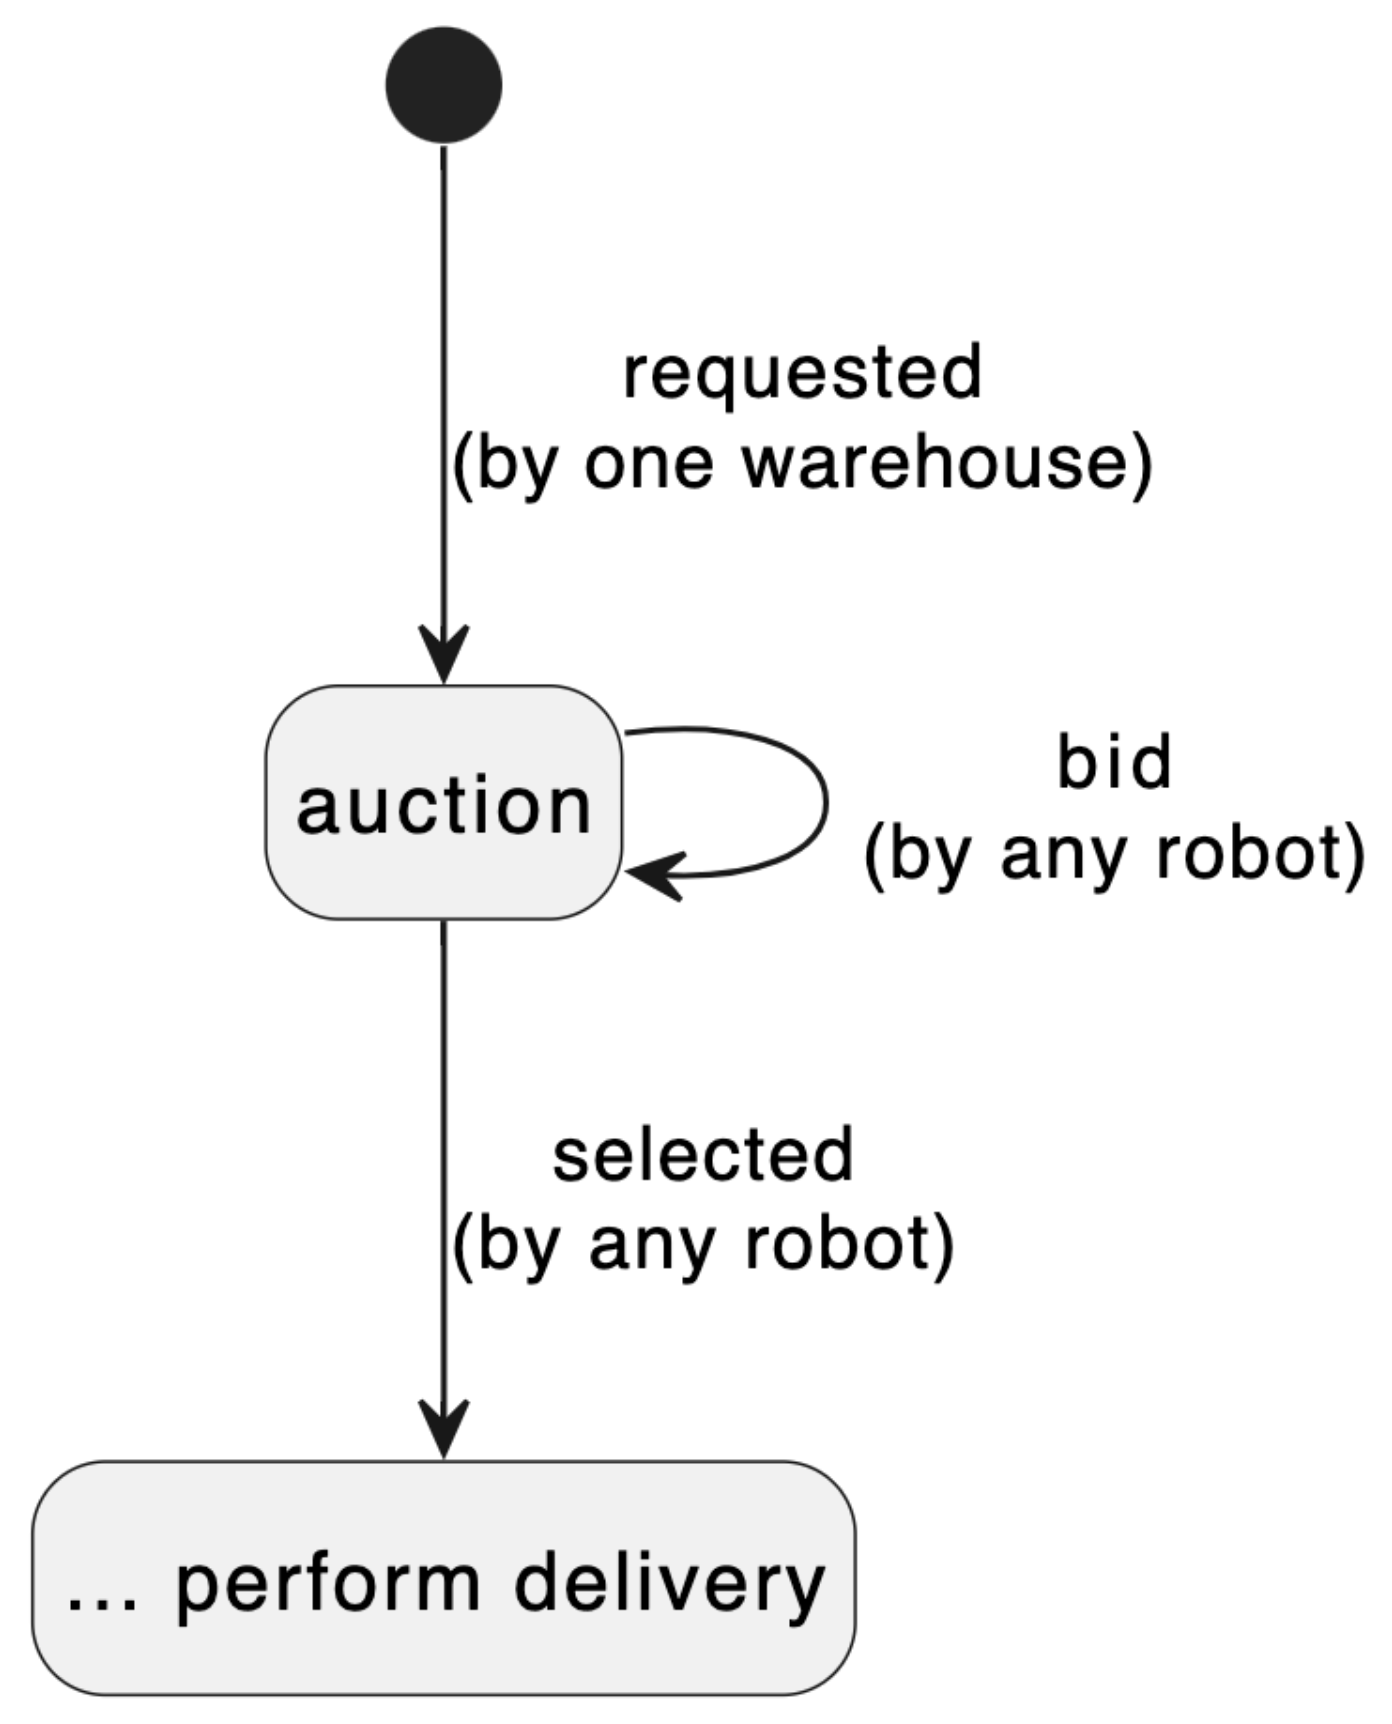 requested
(by one warehouse)
auction
bid
(by any robot)
selected
(by any robot)
... perform delivery